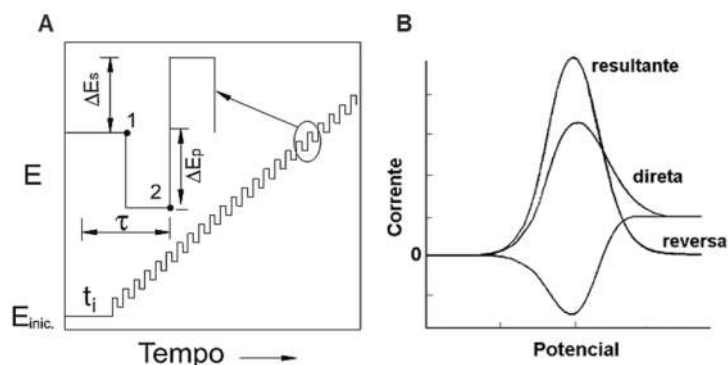 A
ΔEs
1
E
ΔEp
2
τ
ti
Einic.
Tempo
B
resultante
direta
Corrente
reversa
0
Potencial